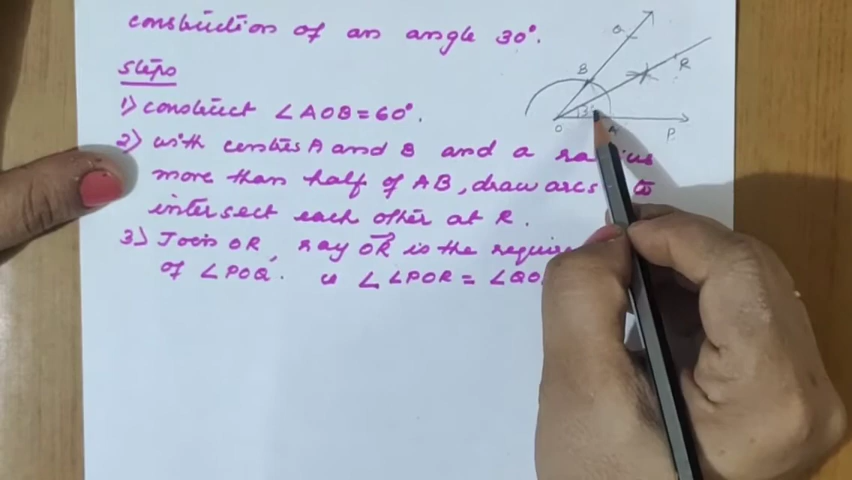 construction of an angle 30°.
Steps
1) construct ∠AOB=60°.
2) with centres A and B and a radius
more than half of AB, draw arcs to
intersect each other at R.
3) Join OR, ray OR is the
of ∠POQ. ∠ ∠POR = ∠QO
Q
B
R
O
A
P